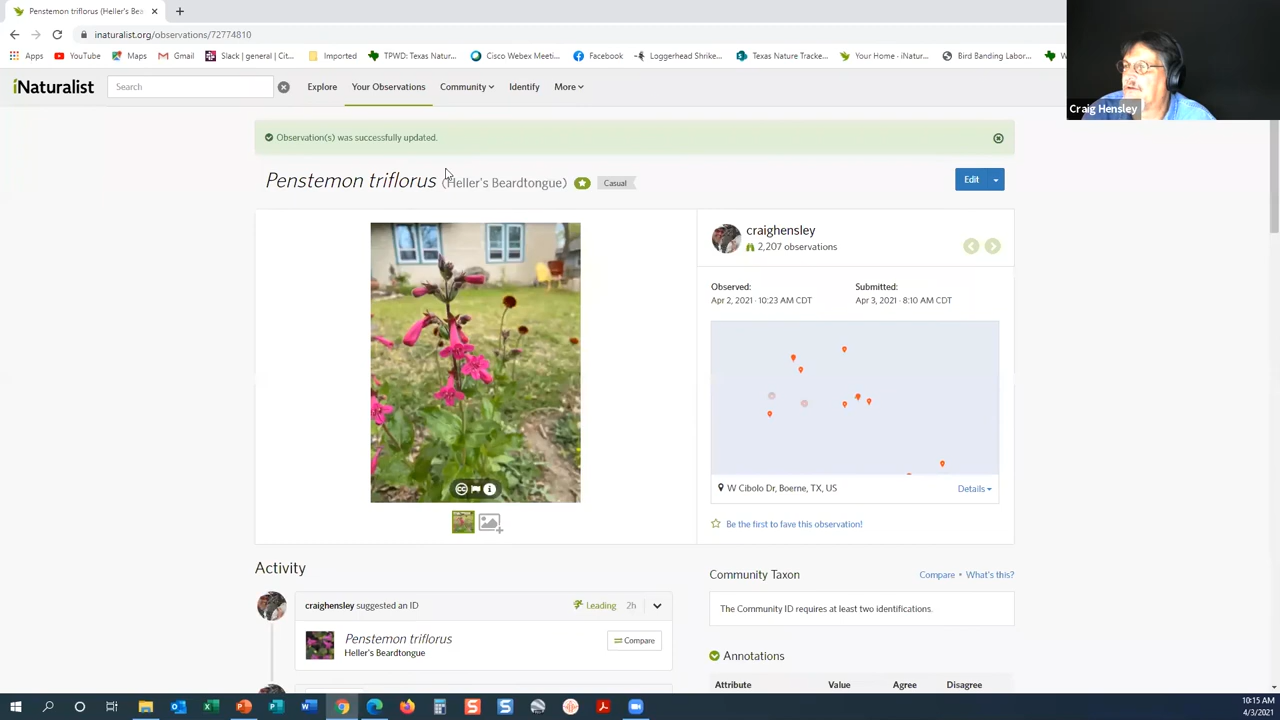 Penstemon triflorus (Heller's Bea
inaturalist.org/observations/72774810
Apps
YouTube
Maps
Gmail
Slack | general | Cit...
Imported
TPWD: Texas Natur...
Cisco Webex Meeti...
Facebook
Loggerhead Shrike...
Texas Nature Tracke...
Your Home · iNatur...
Bird Banding Labor...
iNaturalist
Search
Explore
Your Observations
Community
Identify
More
Craig Hensley
Observation(s) was successfully updated.
Penstemon triflorus (Heller's Beardtongue)
Casual
Edit
craighensley
2,207 observations
Observed:
Apr 2, 2021 · 10:23 AM CDT
Submitted:
Apr 3, 2021 · 8:10 AM CDT
W Cibolo Dr, Boerne, TX, US
Details
Be the first to fave this observation!
Activity
craighensley suggested an ID
Leading
2h
Penstemon triflorus
Heller's Beardtongue
Compare
Community Taxon
Compare · What's this?
The Community ID requires at least two identifications.
Annotations
Attribute
Value
Agree
Disagree
10:15 AM
4/3/2021